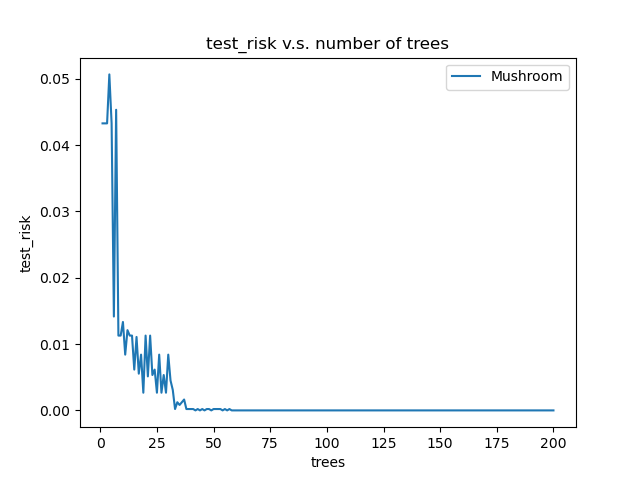 test_risk v.s. number of trees
Mushroom
test_risk
0.05
0.04
0.03
0.02
0.01
0.00
0 25 50 75 100 125 150 175 200
trees